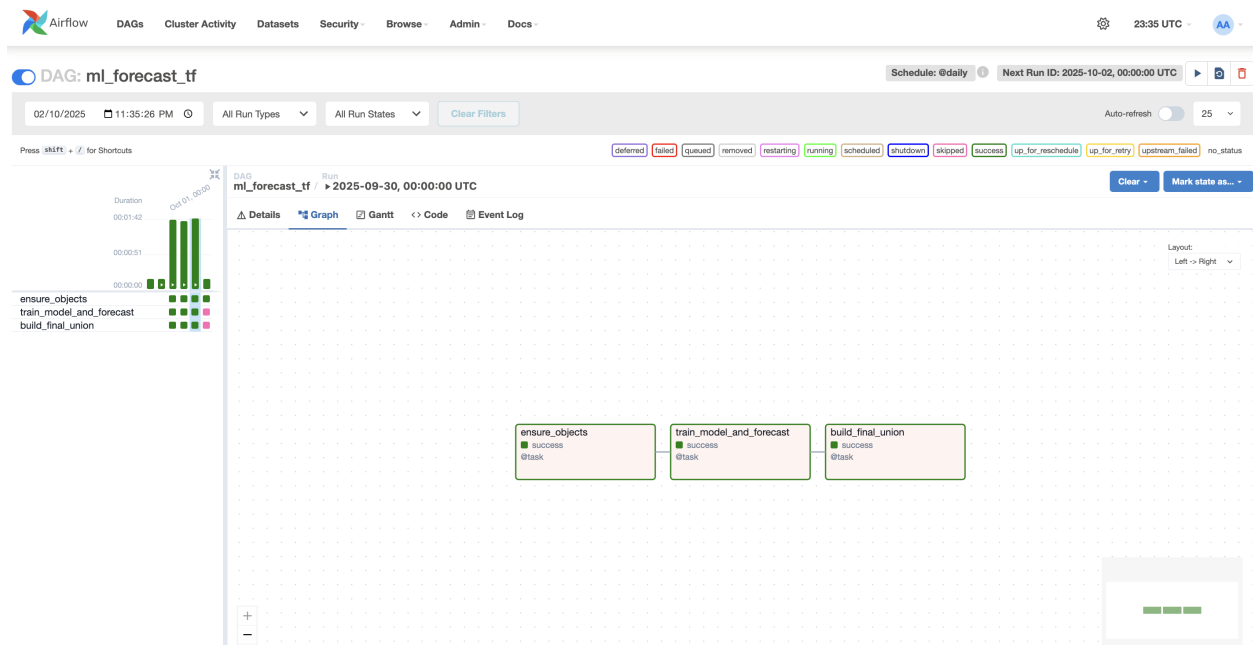 Airflow DAGs Cluster Activity Datasets Security Browse Admin Docs 23:35 UTC AA
DAG: ml_forecast_tf Schedule: @daily Next Run ID: 2025-10-02, 00:00:00 UTC
02/10/2025 11:35:26 PM All Run Types All Run States Clear Filters Auto-refresh 25
Press shift + / for Shortcuts deferred failed queued removed restarting running scheduled shutdown skipped success up_for_reschedule up_for_retry upstream_failed no_status
DAG Run
ml_forecast_tf / 2025-09-30, 00:00:00 UTC Clear Mark state as...
Duration Oct 01, 00:00
00:01:42
00:00:51
00:00:00
ensure_objects
train_model_and_forecast
build_final_union
Details Graph Gantt Code Event Log
Layout:
Left -> Right
ensure_objects train_model_and_forecast build_final_union
success success success
@task @task @task